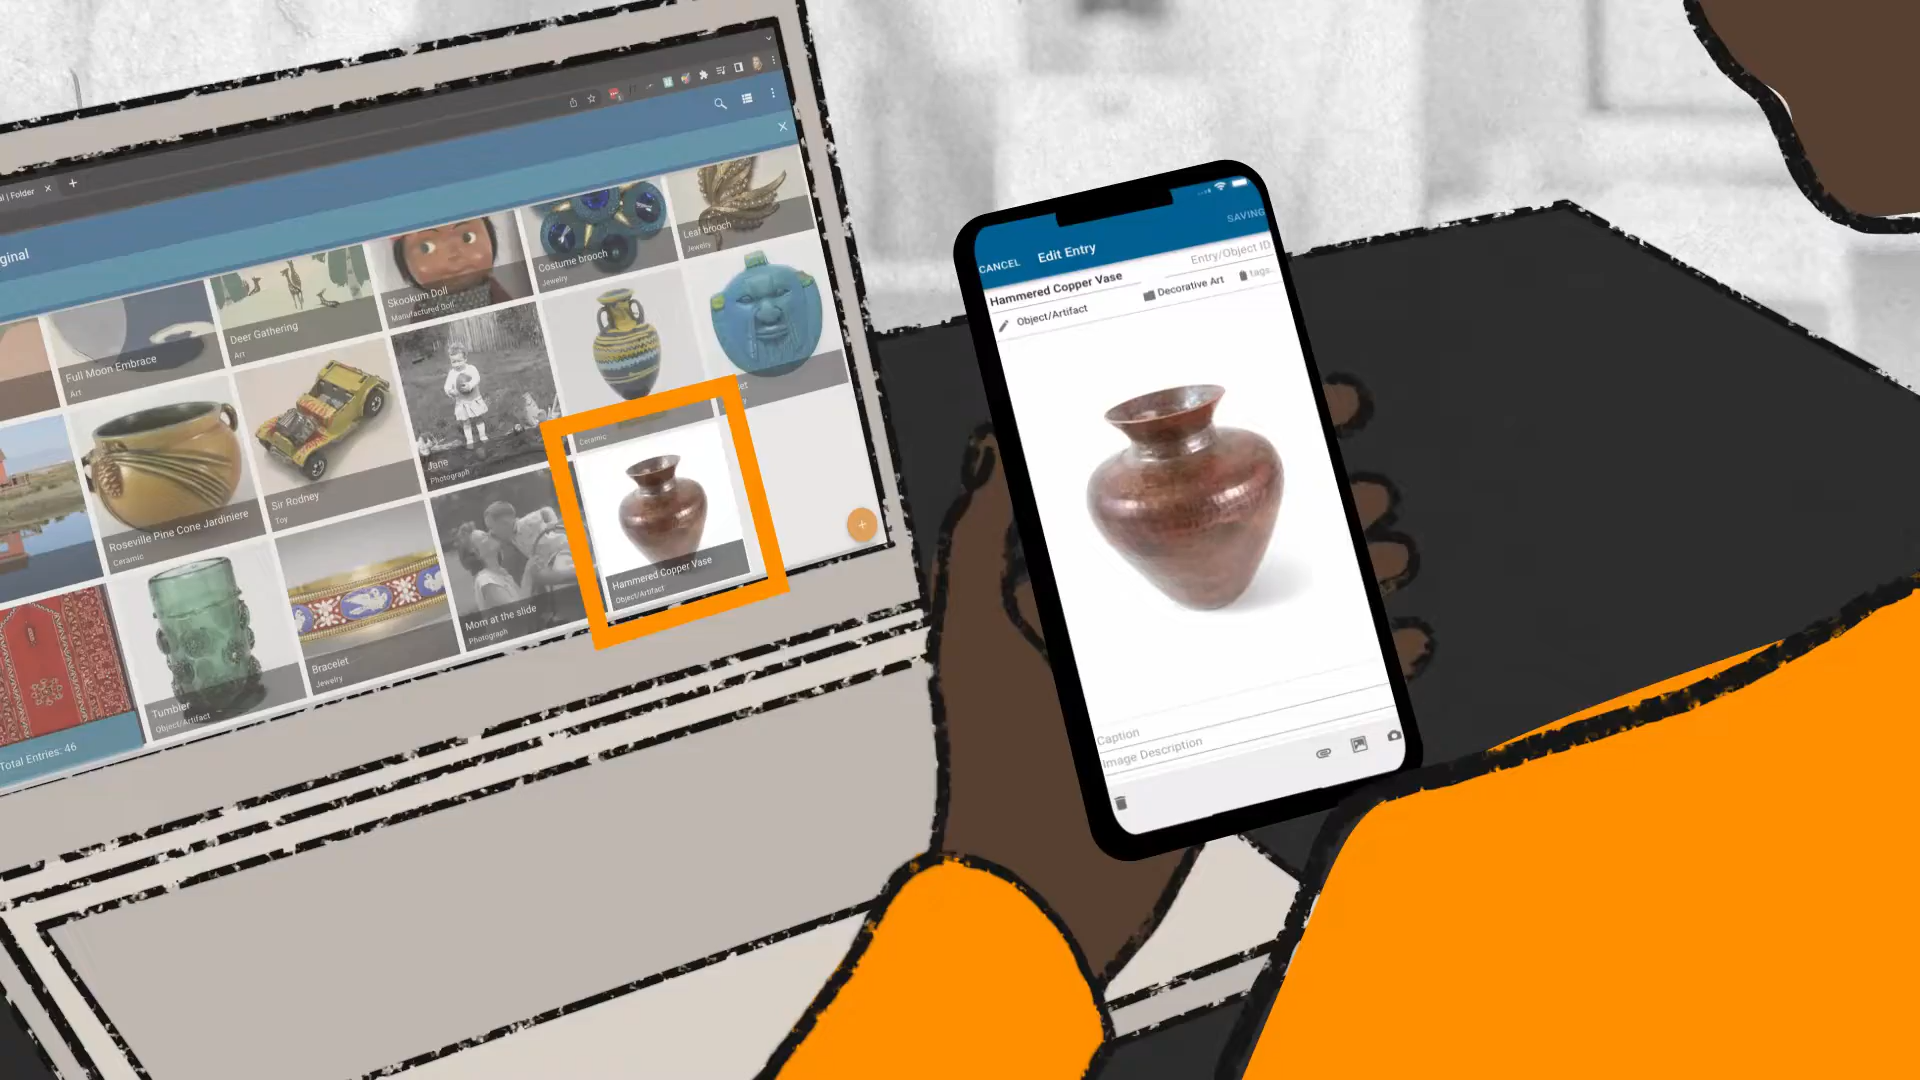 l | Folder
ginal
Full Moon Embrace
Art
Deer Gathering
Art
Skookum Doll
Manufactured doll
Costume brooch
Jewelry
Leaf brooch
Jewelry
Roseville Pine Cone Jardiniere
Ceramic
Sir Rodney
Toy
Jane
Photograph
Ceramic
Tumbler
Object/Artifact
Bracelet
Jewelry
Mom at the slide
Photograph
Hammered Copper Vase
Object/Artifact
Total Entries: 46
CANCEL
Edit Entry
SAVING
Entry/Object ID
Hammered Copper Vase
Object/Artifact
Decorative Art
tags..
Caption
Image Description